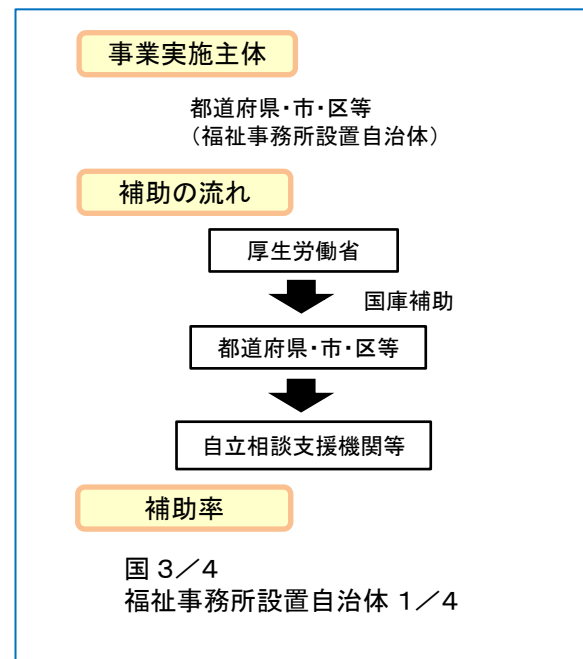 事業実施主体
都道府県・市・区等
（福祉事務所設置自治体）
補助の流れ
厚生労働省
国庫補助
都道府県・市・区等
自立相談支援機関等
補助率
国 3／4
福祉事務所設置自治体 1／4